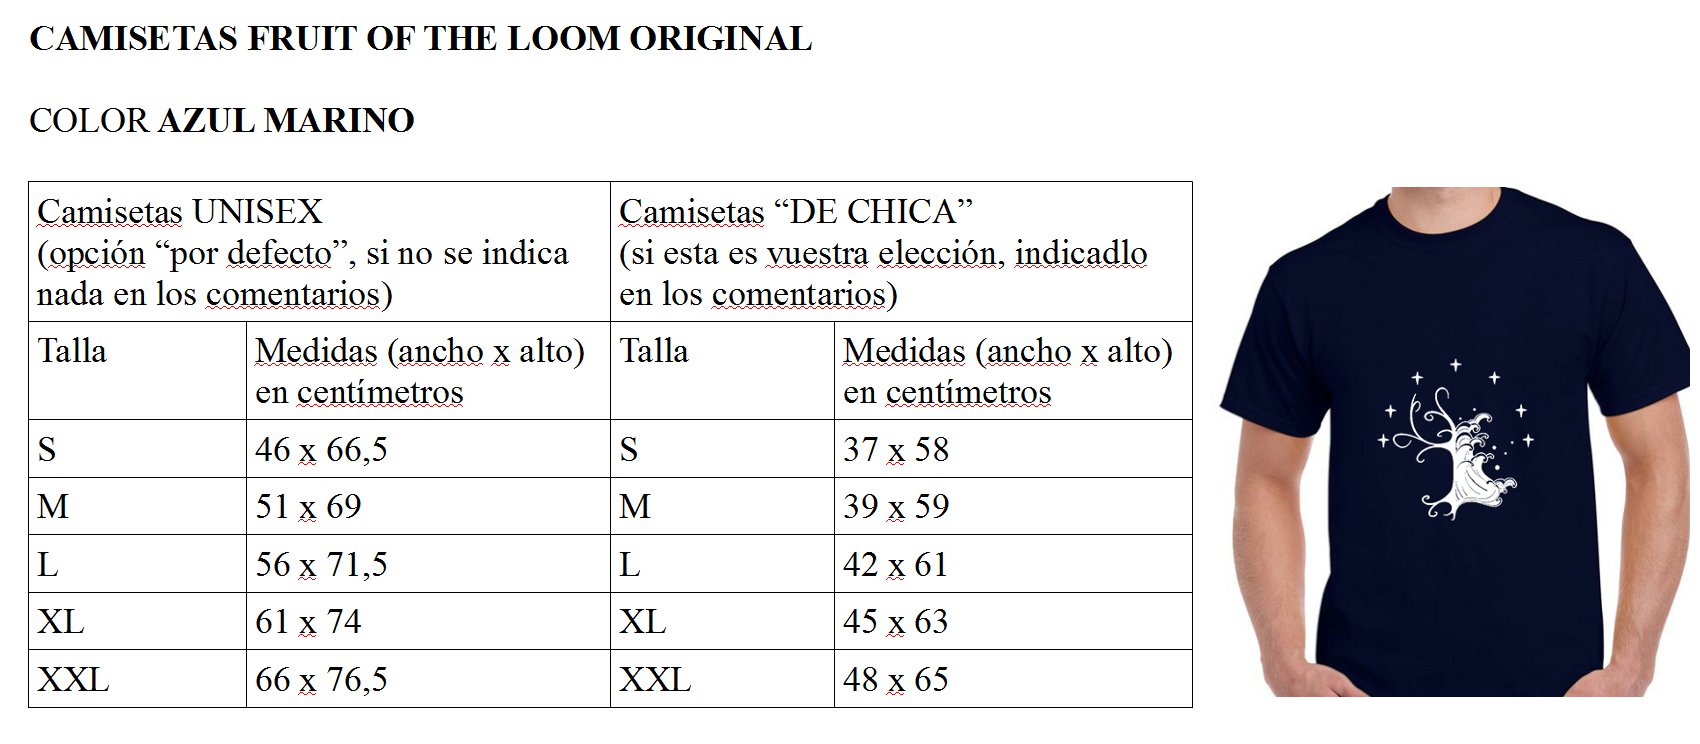 CAMISETAS FRUIT OF THE LOOM ORIGINAL
COLOR AZUL MARINO
Camisetas UNISEX
(opción “por defecto”, si no se indica
nada en los comentarios)
Camisetas “DE CHICA”
(si esta es vuestra elección, indicadlo
en los comentarios)
Talla
Medidas (ancho x alto)
en centímetros
Talla
Medidas (ancho x alto)
en centímetros
S
46 x 66,5
S
37 x 58
M
51 x 69
M
39 x 59
L
56 x 71,5
L
42 x 61
XL
61 x 74
XL
45 x 63
XXL
66 x 76,5
XXL
48 x 65